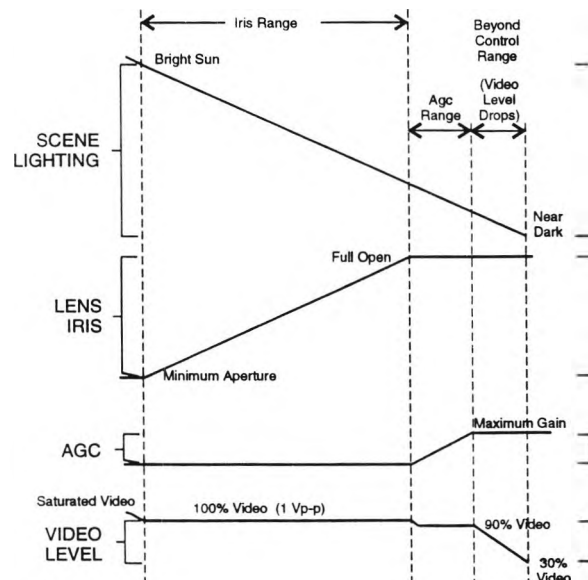 Iris Range
Beyond
Control
Range
(Video
Level
Drops)
Agc
Range
Bright Sun
SCENE
LIGHTING
Near
Dark
Full Open
LENS
IRIS
Minimum Aperture
Maximum Gain
AGC
Saturated Video
100% Video (1 Vp-p)
90% Video
VIDEO
LEVEL
30%
Video